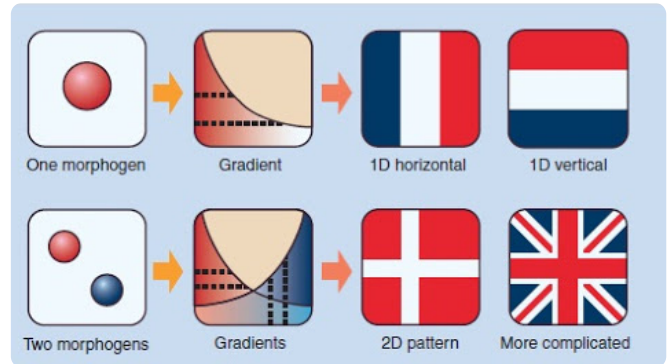 One morphogen
Gradient
1D horizontal
1D vertical
Two morphogens
Gradients
2D pattern
More complicated